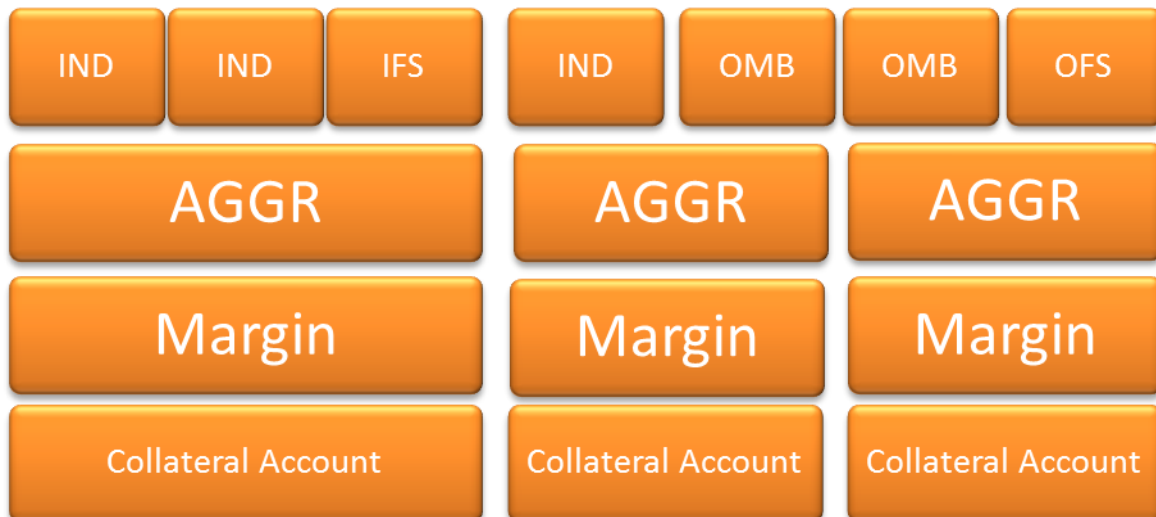 IND IND IFS IND OMB OMB OFS
AGGR AGGR AGGR
Margin Margin Margin
Collateral Account Collateral Account Collateral Account